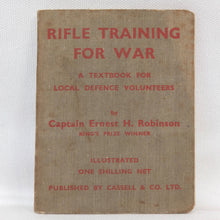 RIFLE TRAINING
FOR WAR
A TEXTBOOK FOR
LOCAL DEFENCE VOLUNTEERS
by
Captain Ernest H. Robinson
KING'S PRIZE WINNER
ILLUSTRATED
ONE SHILLING NET
PUBLISHED BY CASSELL & CO. LTD.